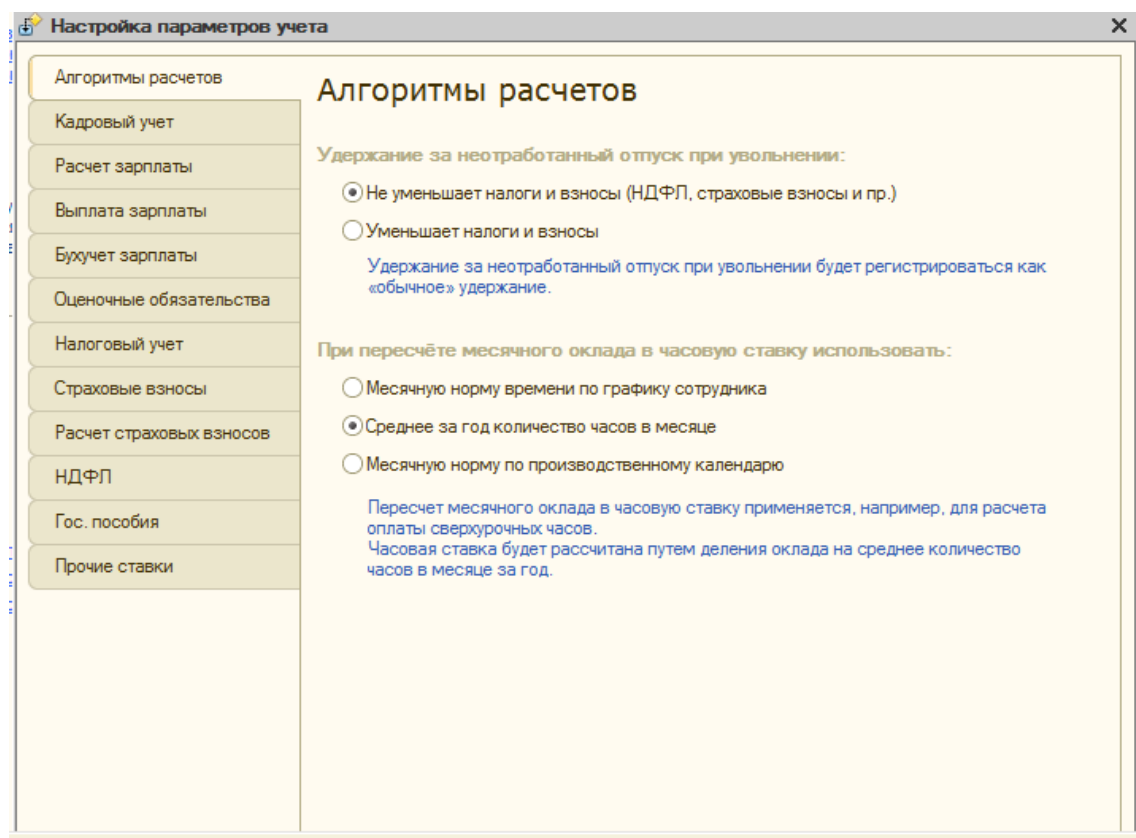 Настройка параметров учета
Алгоритмы расчетов
Кадровый учет
Расчет зарплаты
Выплата зарплаты
Бухучет зарплаты
Оценочные обязательства
Налоговый учет
Страховые взносы
Расчет страховых взносов
НДФЛ
Гос. пособия
Прочие ставки
Алгоритмы расчетов
Удержание за неотработанный отпуск при увольнении:
Не уменьшает налоги и взносы (НДФЛ, страховые взносы и пр.)
Уменьшает налоги и взносы
Удержание за неотработанный отпуск при увольнении будет регистрироваться как
«обычное» удержание.
При пересчёте месячного оклада в часовую ставку использовать:
Месячную норму времени по графику сотрудника
Среднее за год количество часов в месяце
Месячную норму по производственному календарю
Пересчет месячного оклада в часовую ставку применяется, например, для расчета
оплаты сверхурочных часов.
Часовая ставка будет рассчитана путем деления оклада на среднее количество
часов в месяце за год.